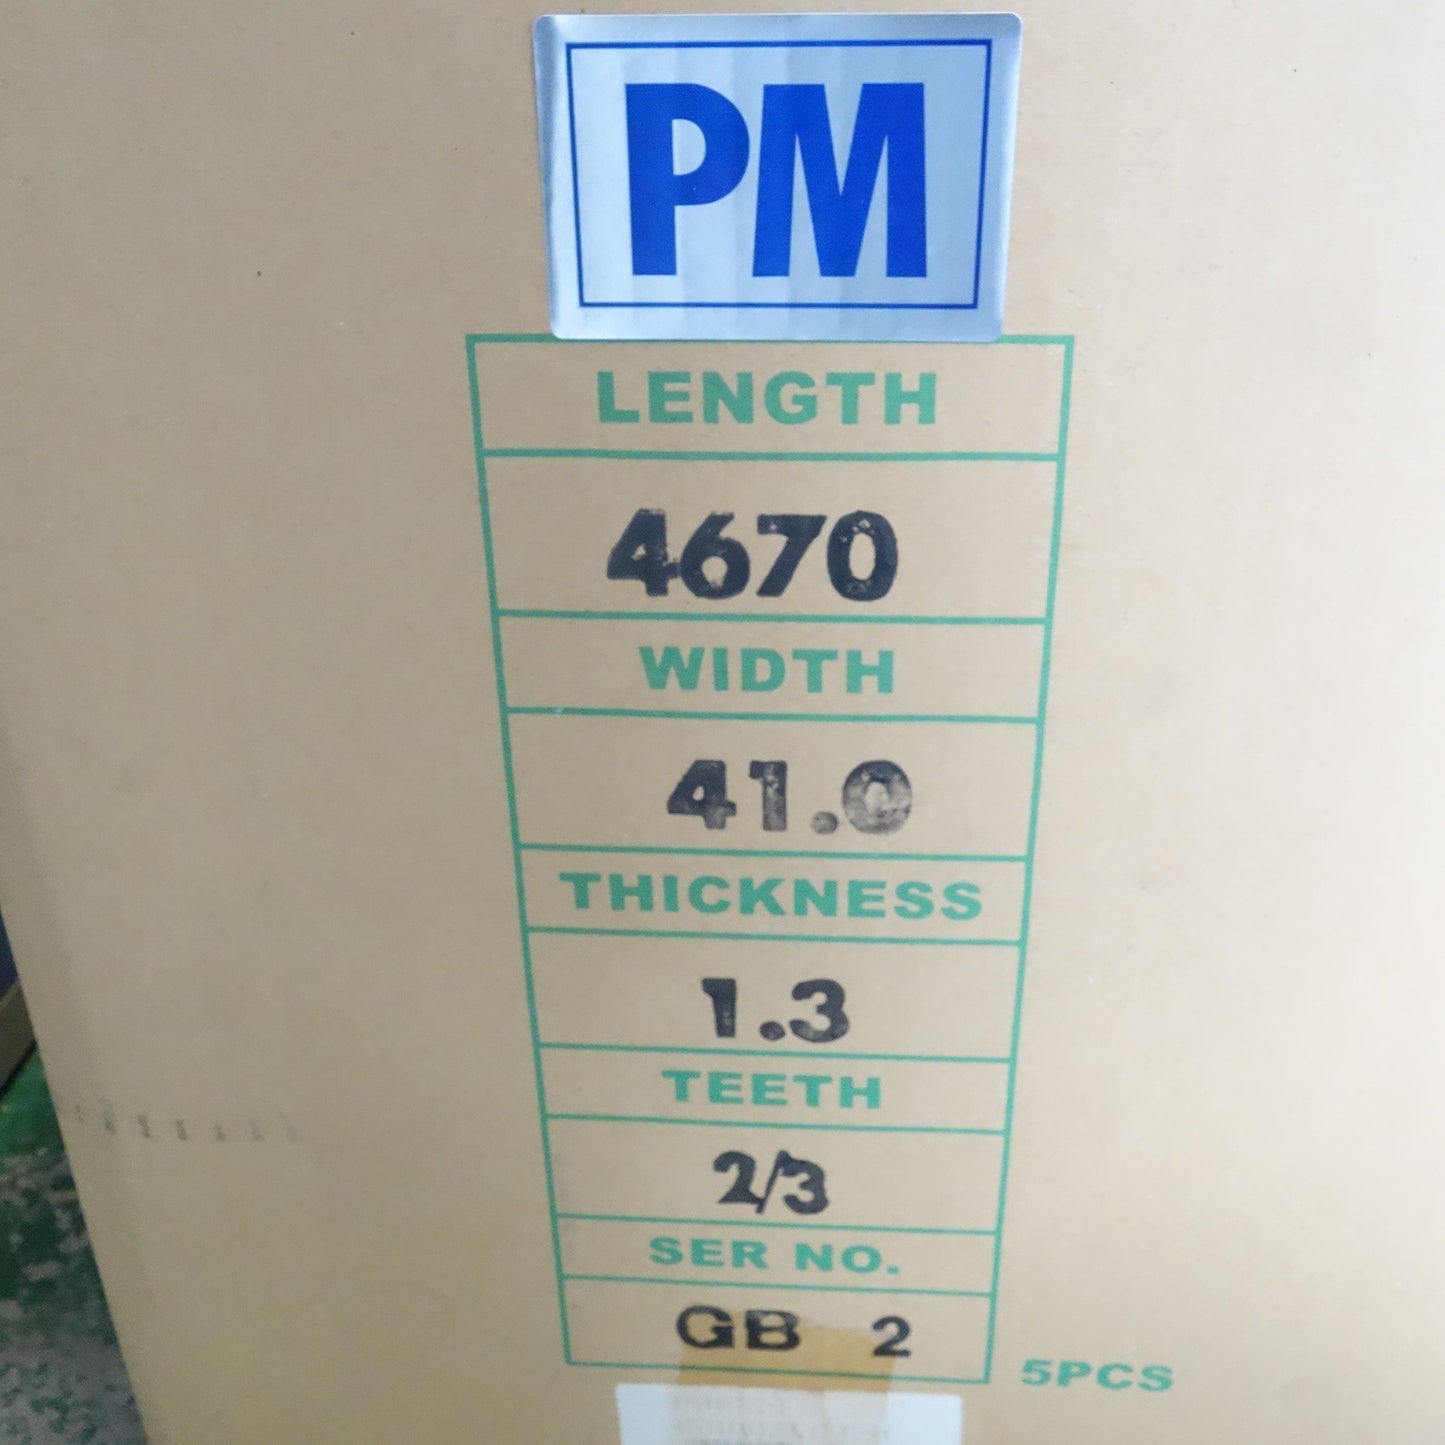 PM
LENGTH
4670
WIDTH
41.0
THICKNESS
1.3
TEETH
2/3
SER NO.
GB 2
5PCS